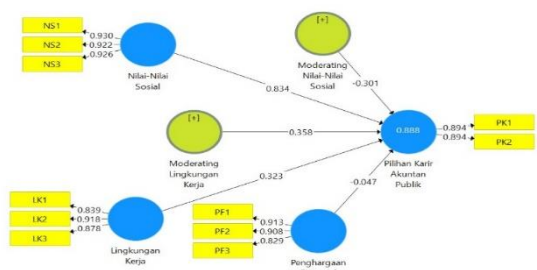 NS1
NS2
NS3
0.930
0.922
0.926
Nilai-Nilai
Sosial
[+]
Moderating
Nilai-Nilai
Sosial
0.834
-0.301
[+]
Moderating
Lingkungan
Kerja
0.358
0.888
Pilihan Karir
Akuntan
Publik
0.894
0.894
PK1
PK2
0.323
-0.047
LK1
LK2
LK3
0.839
0.918
0.878
Lingkungan
Kerja
PF1
PF2
PF3
0.913
0.908
0.829
Penghargaan